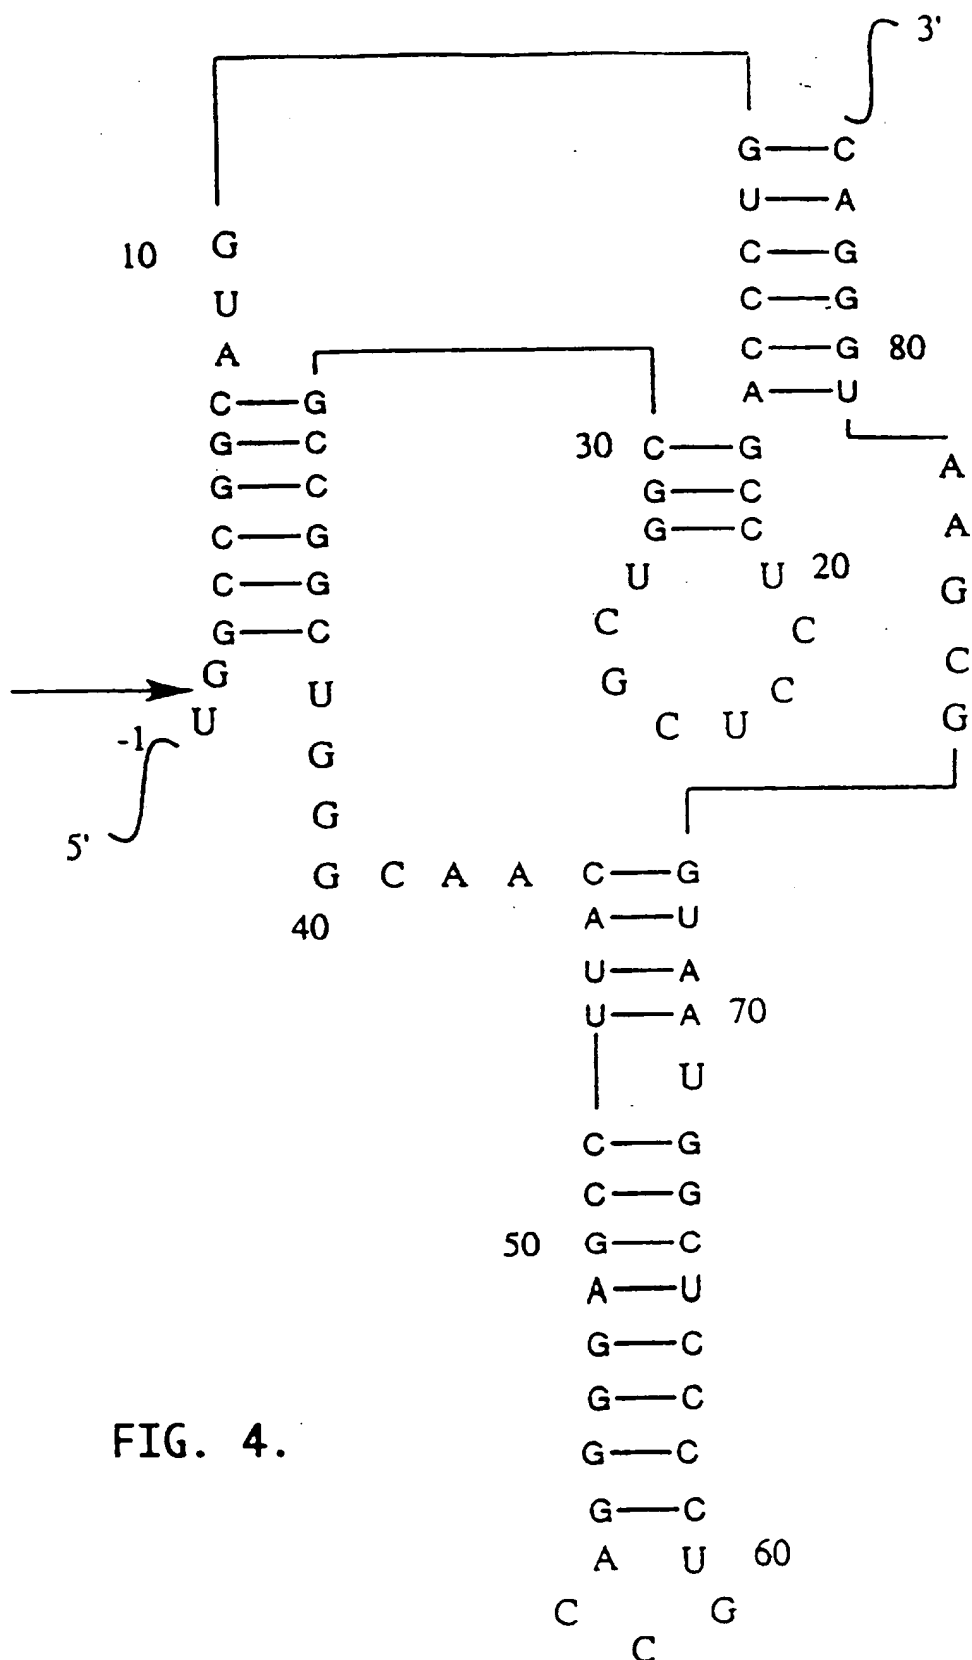 3'
G C
U A
10 G C G
U C G
A C G 80
C G A U
G C 30 C G A
G C G C A
C G G C
C G U U 20 G
G C C C
G U G C C
-1 U G C U G
5' G
G C A A C G
40 A U
U A
U A 70
U
C G
C G
50 G C
A U
G C
G C
FIG. 4. G C
G C
A U 60
C G
C